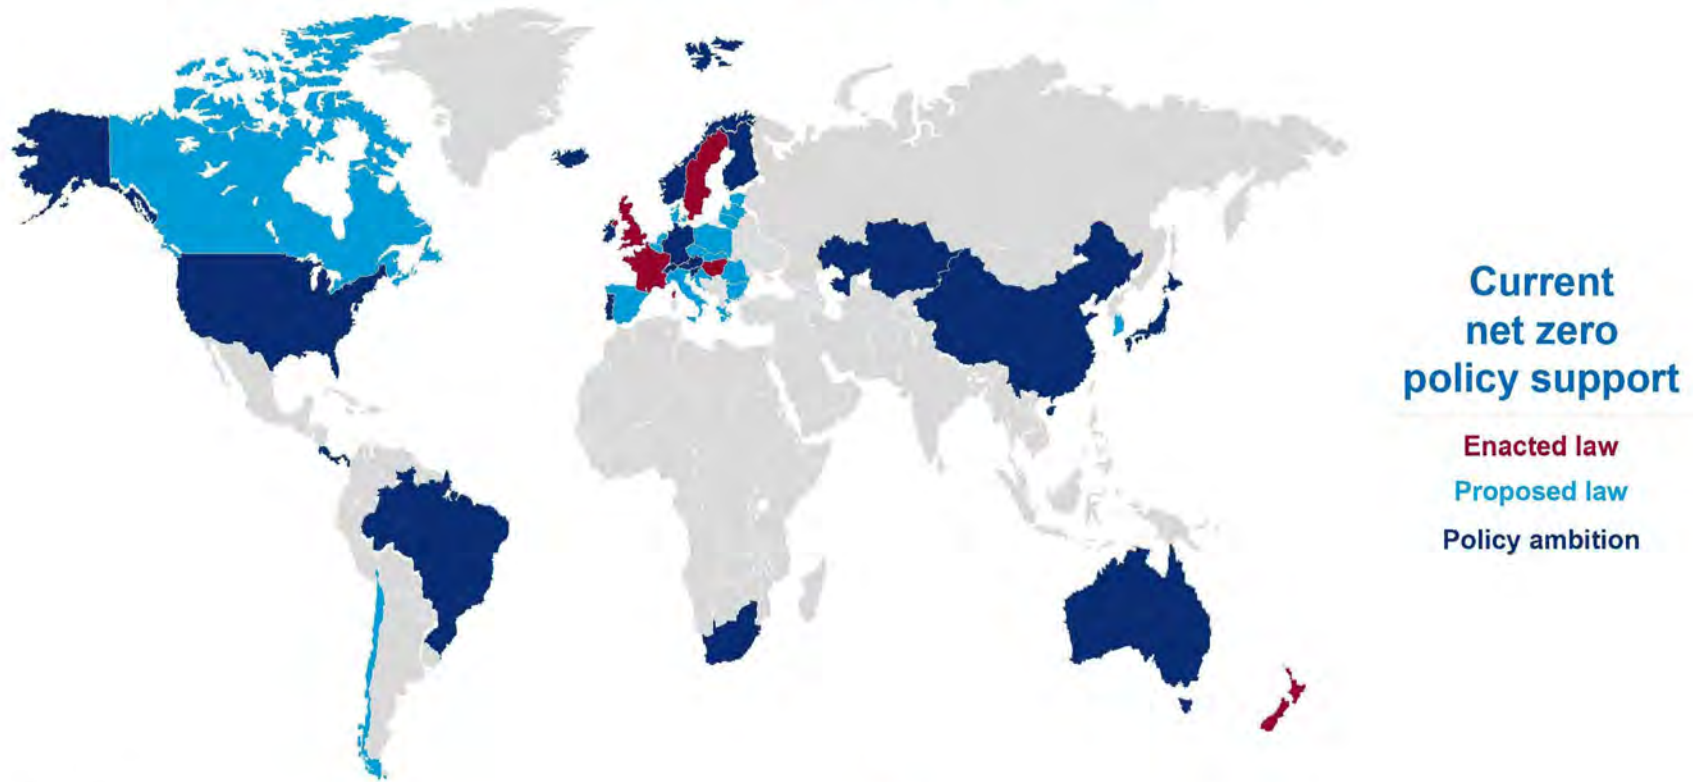 Current
net zero
policy support
Enacted law
Proposed law
Policy ambition